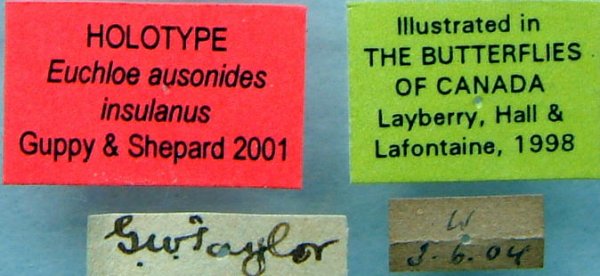 HOLOTYPE
Euchloe ausonides
insulanus
Guppy & Shepard 2001
Illustrated in
THE BUTTERFLIES
OF CANADA
Layberry, Hall &
Lafontaine, 1998
G.W. Taylor
W
3.6.04